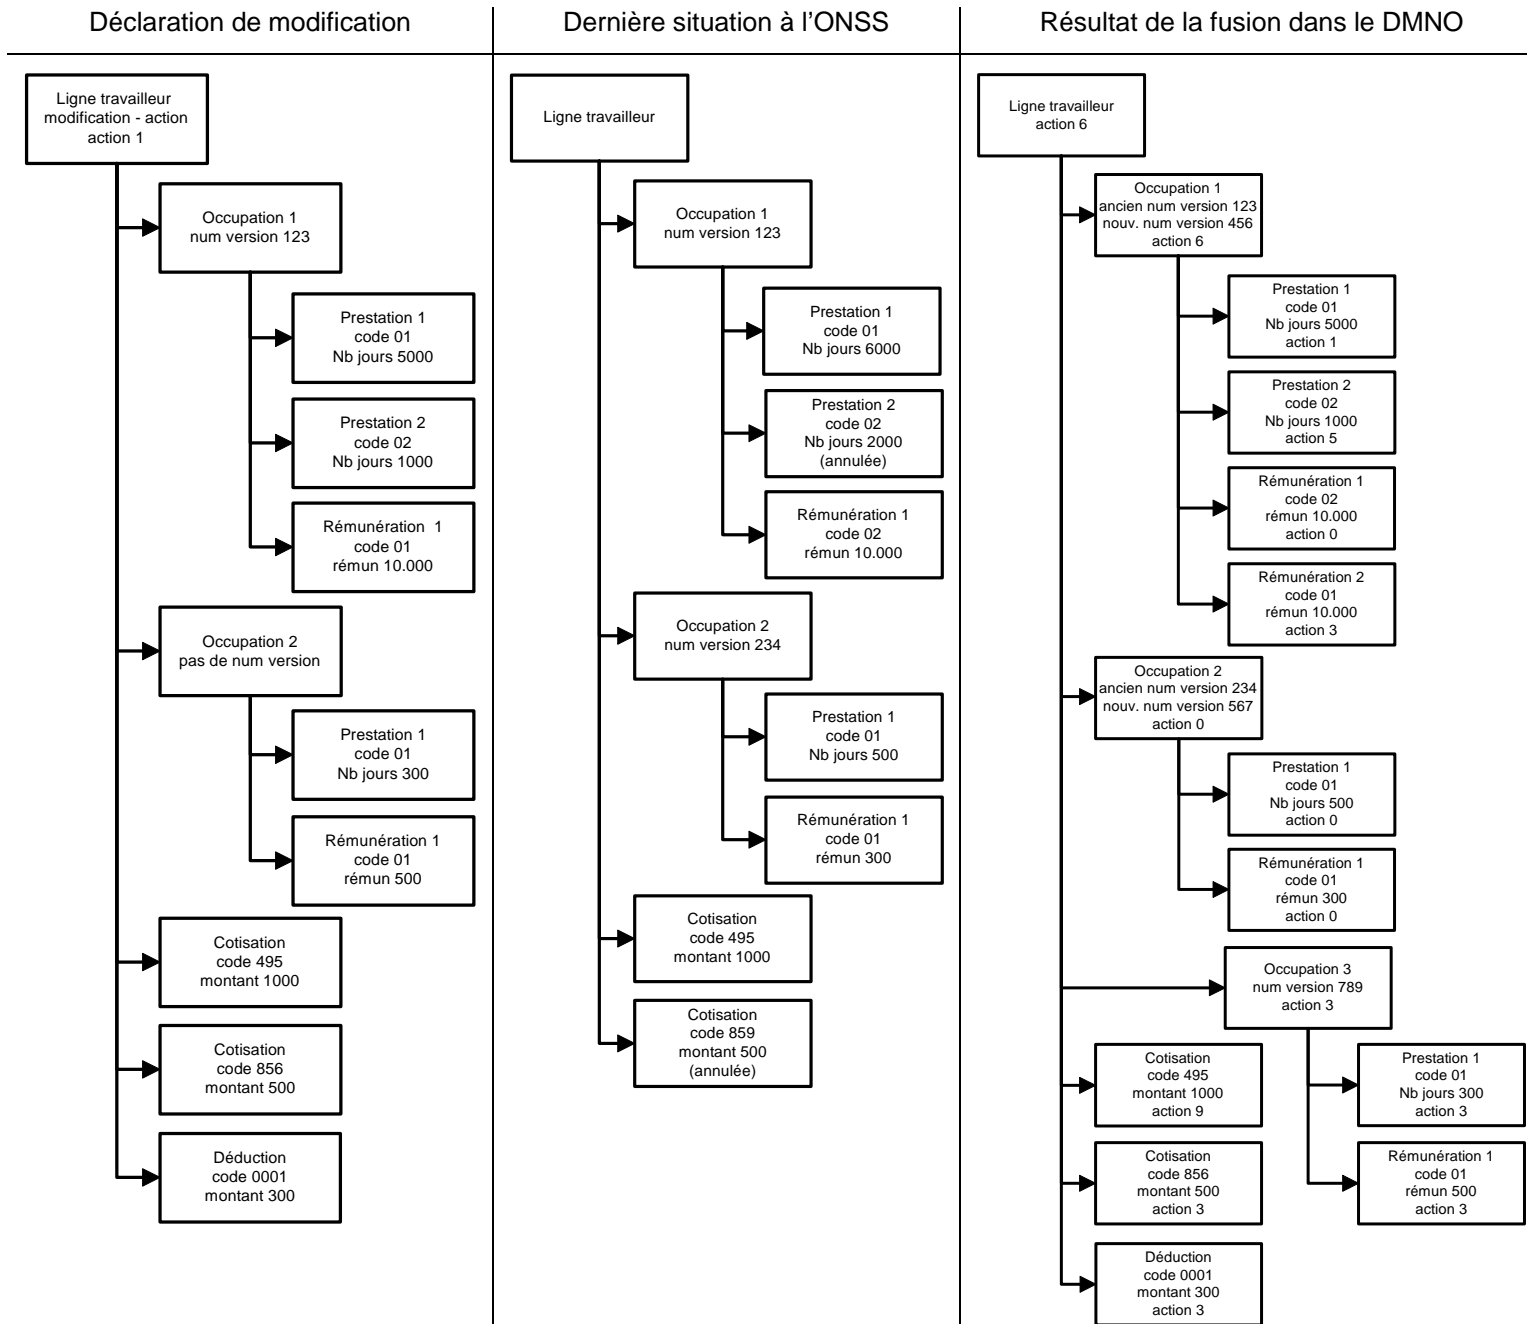 Déclaration de modification
Ligne travailleur
modification - action
action 1
Occupation 1
num version 123
Prestation 1
code 01
Nb jours 5000
Prestation 2
code 02
Nb jours 1000
Rémunération 1
code 01
rémun 10.000
Occupation 2
pas de num version
Prestation 1
code 01
Nb jours 300
Rémunération 1
code 01
rémun 500
Cotisation
code 495
montant 1000
Cotisation
code 856
montant 500
Déduction
code 0001
montant 300
Dernière situation à l'ONSS
Ligne travailleur
Occupation 1
num version 123
Prestation 1
code 01
Nb jours 6000
Prestation 2
code 02
Nb jours 2000
(annulée)
Rémunération 1
code 02
rémun 10.000
Occupation 2
num version 234
Prestation 1
code 01
Nb jours 500
Rémunération 1
code 01
rémun 300
Cotisation
code 495
montant 1000
Cotisation
code 859
montant 500
(annulée)
Résultat de la fusion dans le DMNO
Ligne travailleur
action 6
Occupation 1
ancien num version 123
nouv. num version 456
action 6
Prestation 1
code 01
Nb jours 5000
action 1
Prestation 2
code 02
Nb jours 1000
action 5
Rémunération 1
code 02
rémun 10.000
action 0
Rémunération 2
code 01
rémun 10.000
action 3
Occupation 2
ancien num version 234
nouv. num version 567
action 0
Prestation 1
code 01
Nb jours 500
action 0
Rémunération 1
code 01
rémun 300
action 0
Occupation 3
num version 789
action 3
Prestation 1
code 01
Nb jours 300
action 3
Rémunération 1
code 01
rémun 500
action 3
Cotisation
code 495
montant 1000
action 9
Cotisation
code 856
montant 500
action 3
Déduction
code 0001
montant 300
action 3